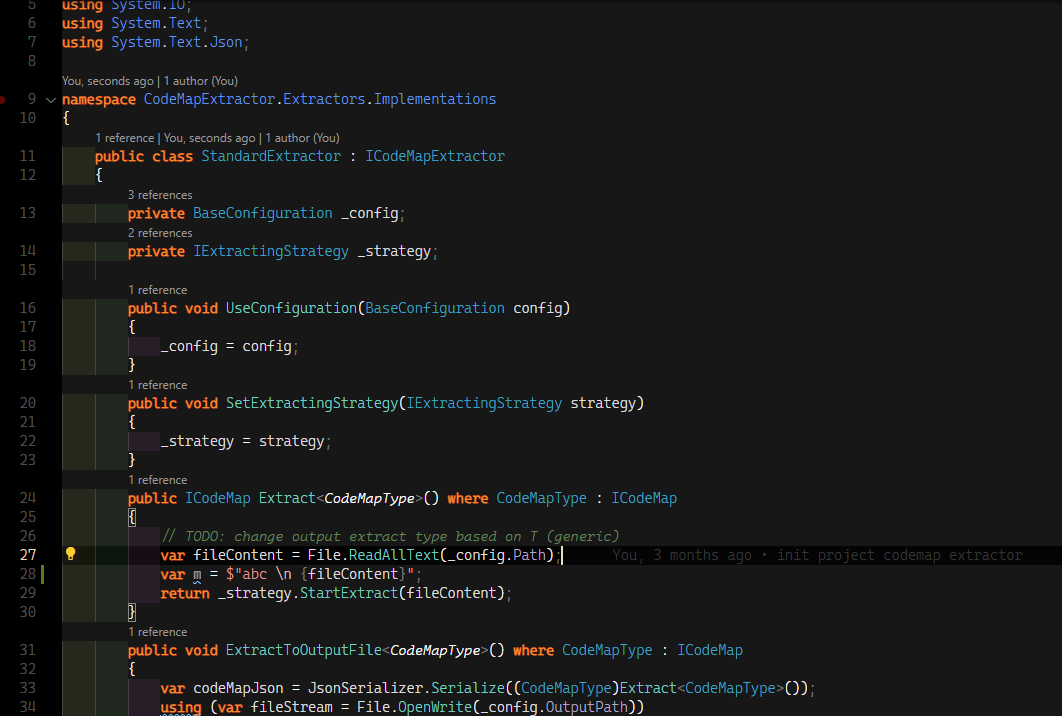 5 using System.IO;
6 using System.Text;
7 using System.Text.Json;
8
You, seconds ago | 1 author (You)
9 namespace CodeMapExtractor.Extractors.Implementations
10 {
1 reference | You, seconds ago | 1 author (You)
11 public class StandardExtractor : ICodeMapExtractor
12 {
3 references
13 private BaseConfiguration _config;
2 references
14 private IExtractingStrategy _strategy;
15
1 reference
16 public void UseConfiguration(BaseConfiguration config)
17 {
18 _config = config;
19 }
1 reference
20 public void SetExtractingStrategy(IExtractingStrategy strategy)
21 {
22 _strategy = strategy;
23 }
1 reference
24 public ICodeMap Extract<CodeMapType>() where CodeMapType : ICodeMap
25 {
26 // TODO: change output extract type based on T (generic)
27 var fileContent = File.ReadAllText(_config.Path); You, 3 months ago • init project codemap extractor
28 var m = $"abc \n {fileContent}";
29 return _strategy.StartExtract(fileContent);
30 }
1 reference
31 public void ExtractToOutputFile<CodeMapType>() where CodeMapType : ICodeMap
32 {
33 var codeMapJson = JsonSerializer.Serialize((CodeMapType)Extract<CodeMapType>());
34 using (var fileStream = File.OpenWrite(_config.OutputPath))